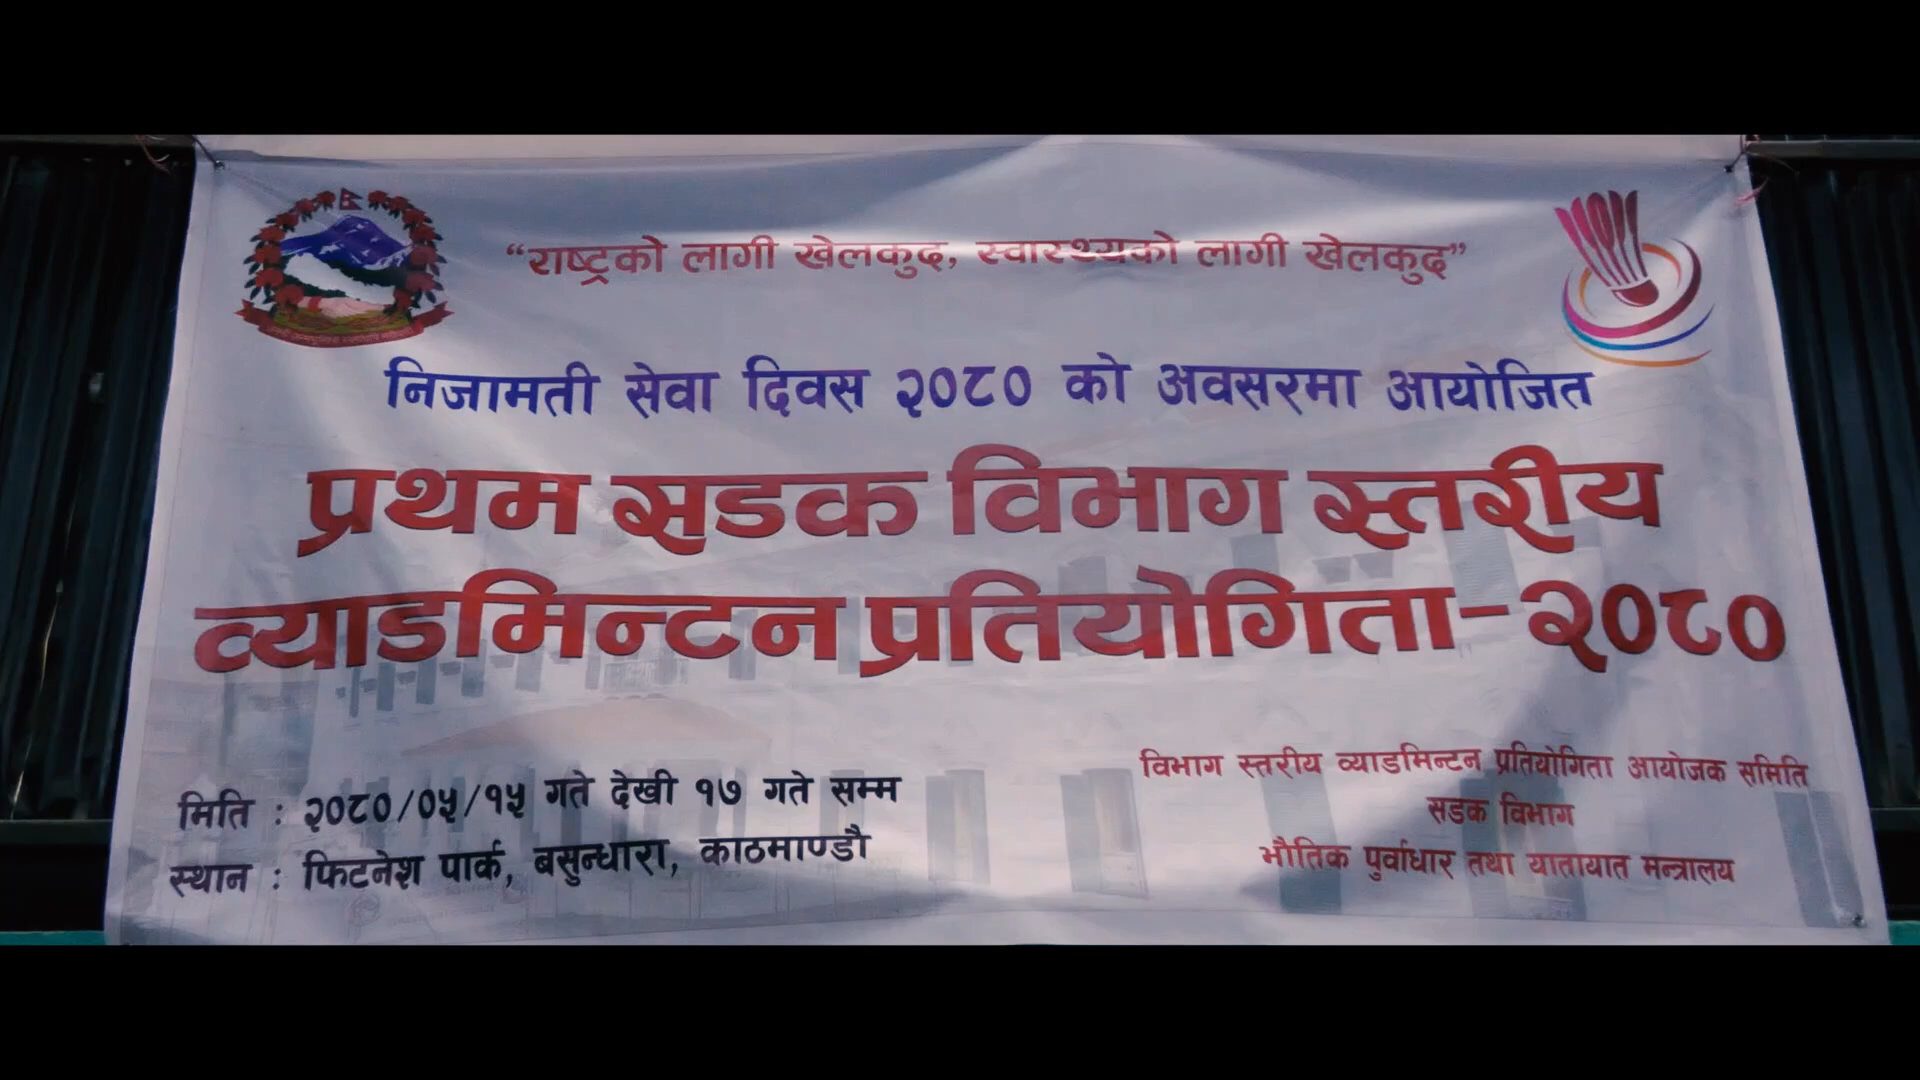 “राष्ट्रको लागी खेलकुद, स्वास्थ्यको लागी खेलकुद”
निजामती सेवा दिवस २०८० को अवसरमा आयोजित
प्रथम सडक विभाग स्तरीय
व्याडमिन्टन प्रतियोगिता-२०८०
मिति : २०८०/०५/१५ गते देखी १७ गते सम्म
स्थान : फिटनेश पार्क, बसुन्धारा, काठमाण्डौ
विभाग स्तरीय व्याडमिन्टन प्रतियोगिता आयोजक समिति
सडक विभाग
भौतिक पुर्वाधार तथा यातायात मन्त्रालय